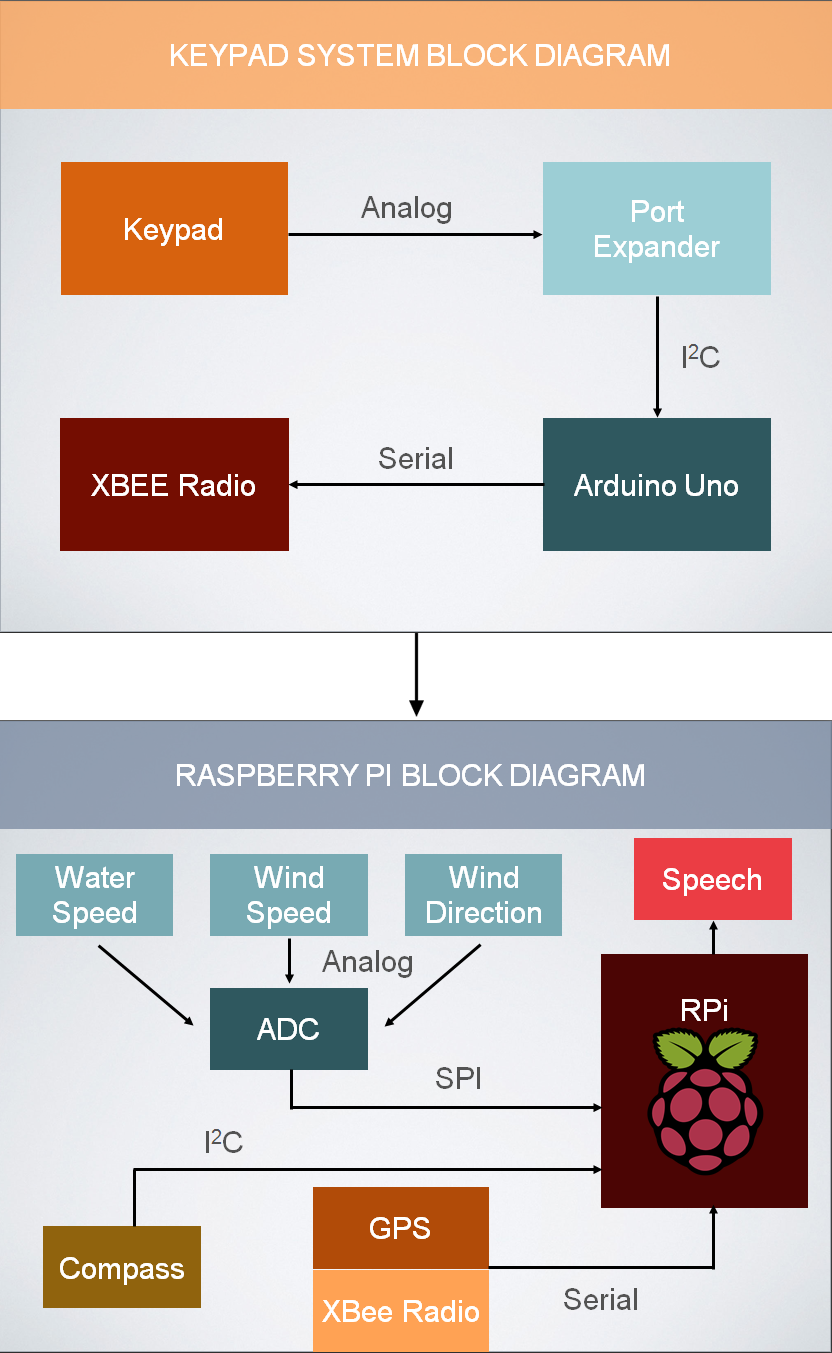 KEYPAD SYSTEM BLOCK DIAGRAM
Keypad
Analog
Port
Expander
I²C
XBEE Radio
Serial
Arduino Uno
RASPBERRY PI BLOCK DIAGRAM
Water
Speed
Wind
Speed
Wind
Direction
Speech
Analog
ADC
RPi
SPI
I²C
Compass
GPS
XBee Radio
Serial